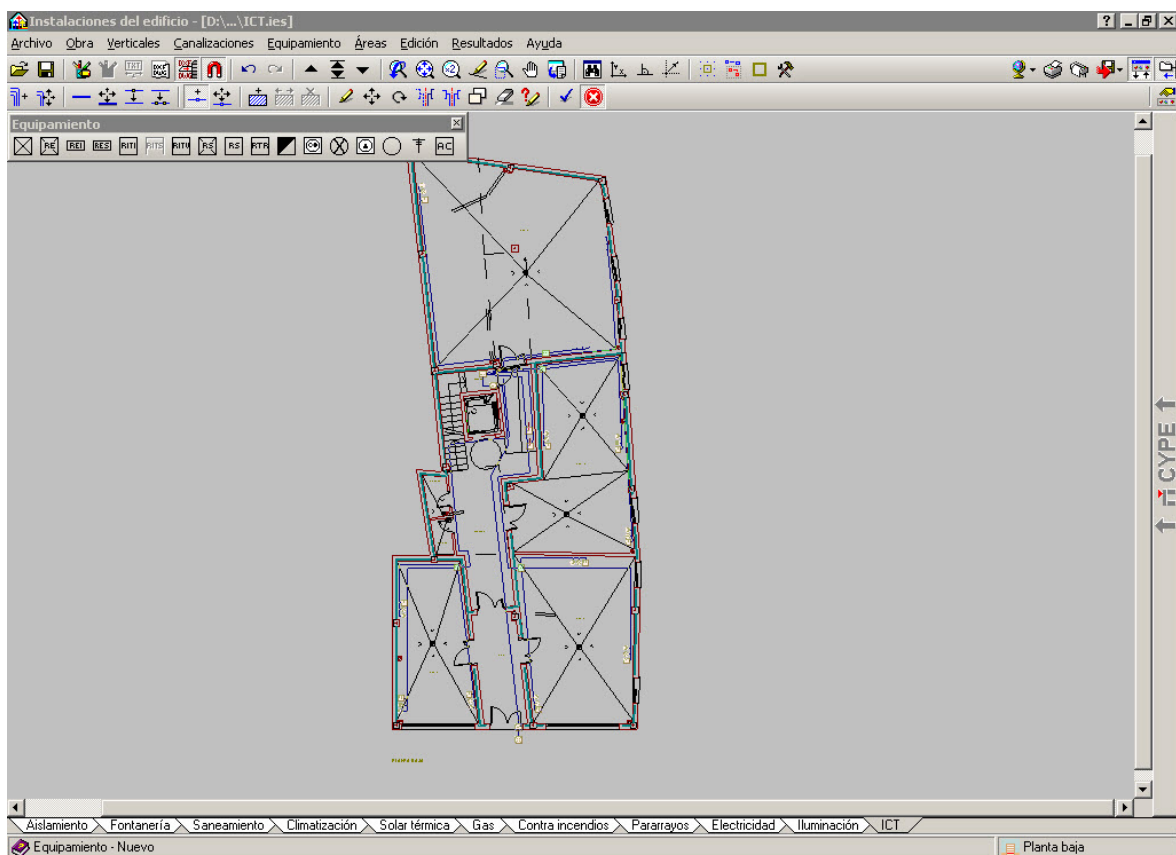 Instalaciones del edificio - [D:\...\ICT.ies]
Archivo Obra Verticales Canalizaciones Equipamiento Áreas Edición Resultados Ayuda
Equipamiento
RE REI RES RITI RITS RITU RS RS RTR AC
CYPE
PLANTA BAJA
Aislamiento Fontanería Saneamiento Climatización Solar térmica Gas Contra incendios Pararrayos Electricidad Iluminación ICT
Equipamiento - Nuevo Planta baja